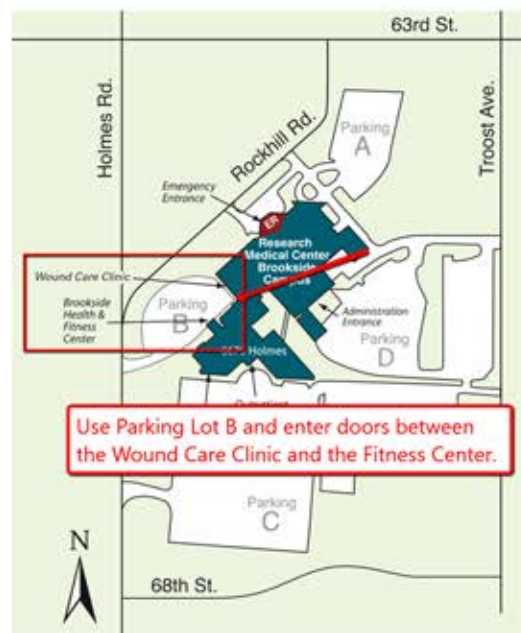 63rd St.
Holmes Rd.
Rockhill Rd.
Troost Ave.
Parking
A
Emergency
Entrance
ER
Research
Medical Center
Brookside
Campus
Wound Care Clinic
Brookside
Health &
Fitness
Center
Parking
B
Administration
Entrance
Parking
D
Holmes
Use Parking Lot B and enter doors between
the Wound Care Clinic and the Fitness Center.
Parking
C
N
68th St.